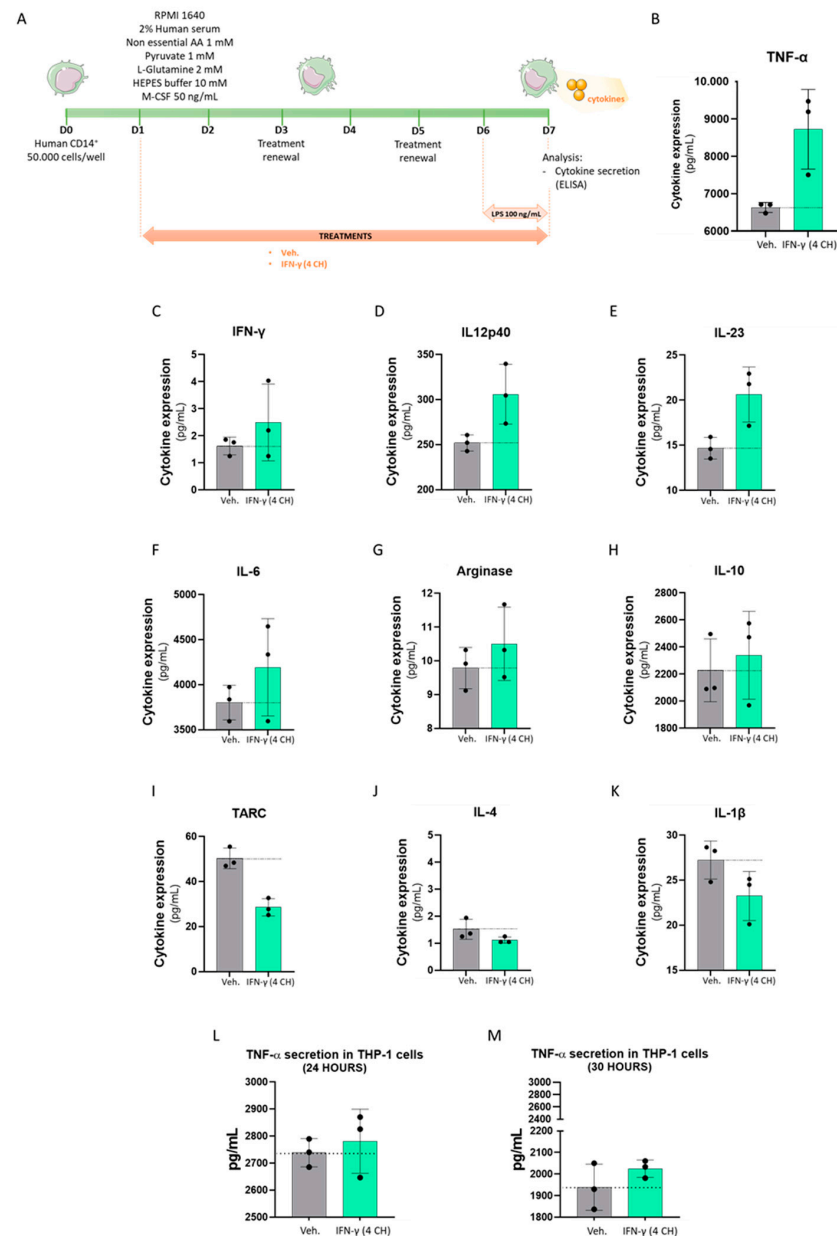 A
RPMI 1640
2% Human serum
Non essential AA 1 mM
Pyruvate 1 mM
L-Glutamine 2 mM
HEPES buffer 10 mM
M-CSF 50 ng/mL
cytokines
D0 D1 D2 D3 D4 D5 D6 D7
Human CD14⁺
50.000 cells/well
Treatment
renewal
Treatment
renewal
Analysis:
- Cytokine secretion
(ELISA)
LPS 100 ng/mL
TREATMENTS
• Veh.
• IFN-γ (4 CH)
B
TNF-α
Cytokine expression
(pg/mL)
10.000
9000
8000
7000
6000
Veh. IFN-γ (4 CH)
C
IFN-γ
Cytokine expression
(pg/mL)
5
4
3
2
1
0
Veh. IFN-γ (4 CH)
D
IL12p40
Cytokine expression
(pg/mL)
350
300
250
200
Veh. IFN-γ (4 CH)
E
IL-23
Cytokine expression
(pg/mL)
25
20
15
10
Veh. IFN-γ (4 CH)
F
IL-6
Cytokine expression
(pg/mL)
5000
4500
4000
3500
Veh. IFN-γ (4 CH)
G
Arginase
Cytokine expression
(pg/mL)
12
11
10
9
8
Veh. IFN-γ (4 CH)
H
IL-10
Cytokine expression
(pg/mL)
2800
2600
2400
2200
2000
1800
Veh. IFN-γ (4 CH)
I
TARC
Cytokine expression
(pg/mL)
60
40
20
0
Veh. IFN-γ (4 CH)
J
IL-4
Cytokine expression
(pg/mL)
5
4
3
2
1
0
Veh. IFN-γ (4 CH)
K
IL-1β
Cytokine expression
(pg/mL)
30
25
20
15
Veh. IFN-γ (4 CH)
L
TNF-α secretion in THP-1 cells
(24 HOURS)
pg/mL
3000
2900
2800
2700
2600
2500
Veh. IFN-γ (4 CH)
M
TNF-α secretion in THP-1 cells
(30 HOURS)
pg/mL
3000
2800
2600
2400
2200
2100
2000
1900
1800
Veh. IFN-γ (4 CH)